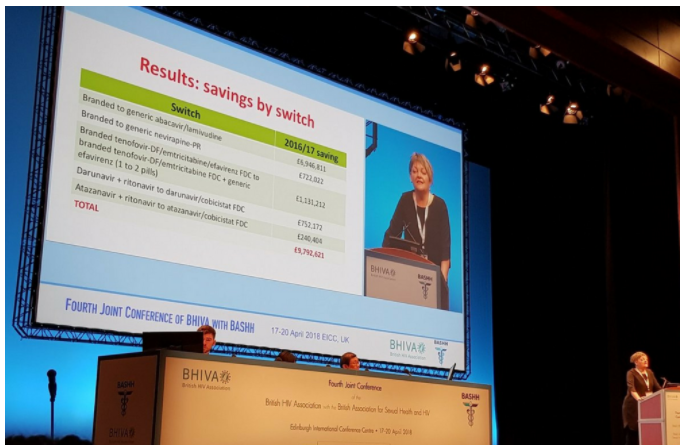 Results: savings by switch
Switch
2016/17 saving
Branded to generic abacavir/lamivudine
£6,946,811
Branded to generic nevirapine-PR
£722,022
Branded tenofovir-DF/emtricitabine/efavirenz FDC to
branded tenofovir-DF/emtricitabine FDC + generic
efavirenz (1 to 2 pills)
£1,131,212
Darunavir + ritonavir to darunavir/cobicistat FDC
£752,172
Atazanavir + ritonavir to atazanavir/cobicistat FDC
£240,404
TOTAL
£9,792,621
BHIVA
BASHH
FOURTH JOINT CONFERENCE OF BHIVA WITH BASHH
17-20 April 2018 EICC, UK
BHIVA
British HIV Association
BASHH
BASHH
BHIVA
British HIV Association
Fourth Joint Conference
of the
British HIV Association with the British Association for Sexual Health and HIV
Edinburgh International Conference Centre • 17-20 April 2018
BASHH
BHIVA